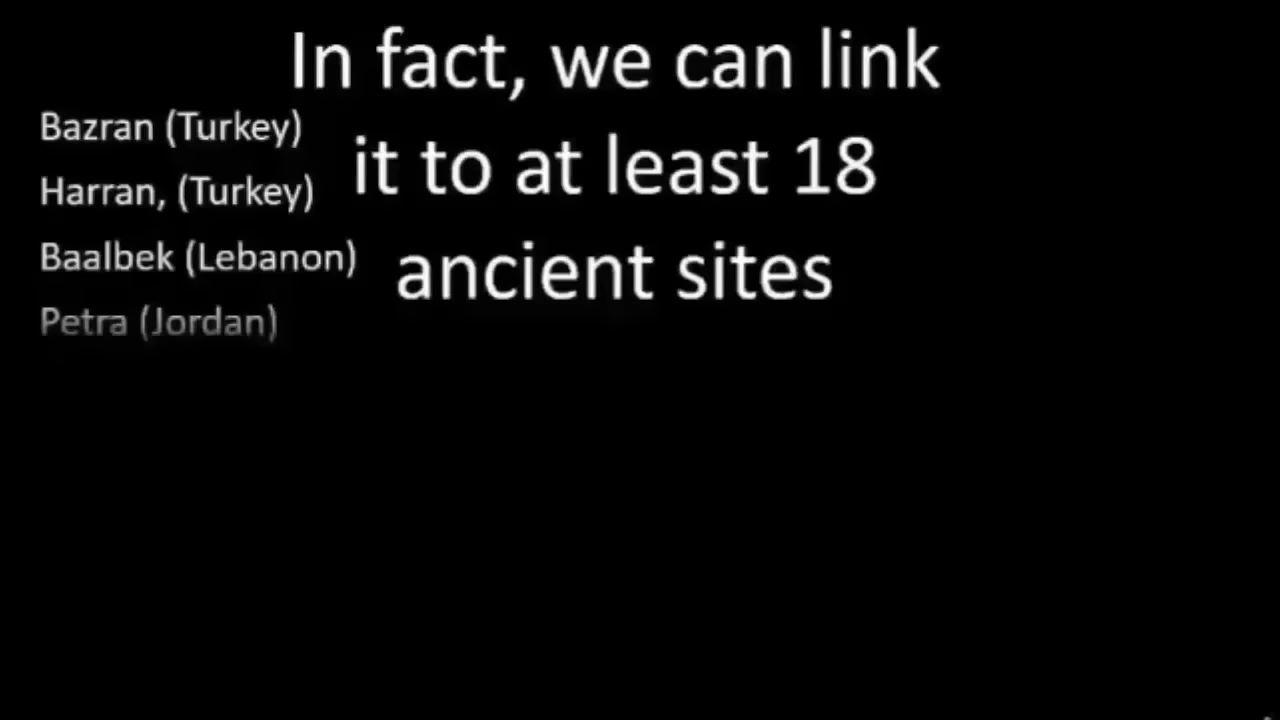 In fact, we can link
it to at least 18
ancient sites
Bazran (Turkey)
Harran, (Turkey)
Baalbek (Lebanon)
Petra (Jordan)